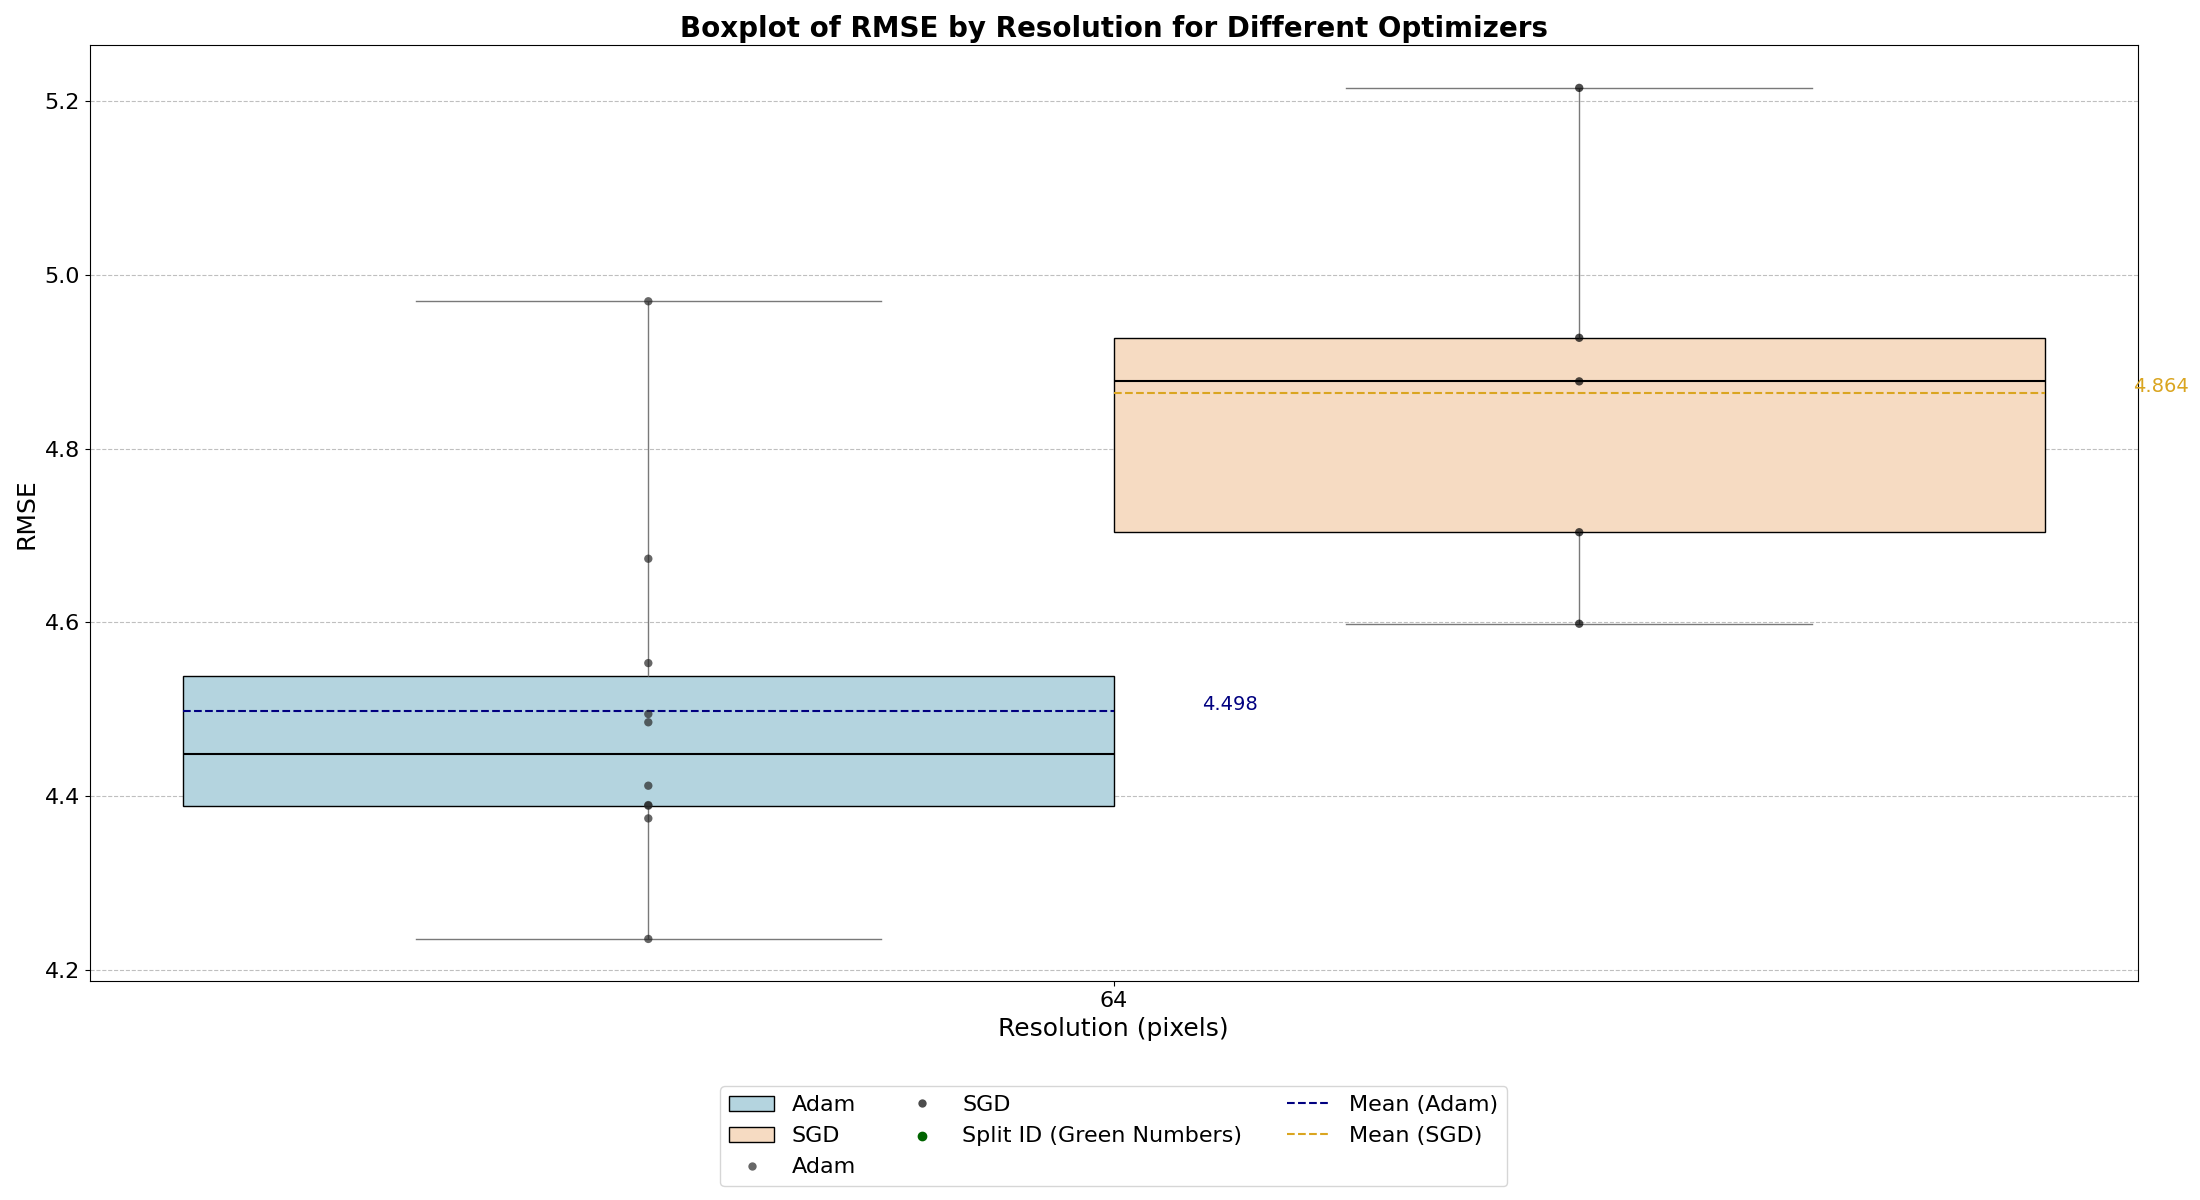 Boxplot of RMSE by Resolution for Different Optimizers
5.2
5.0
4.8
4.6
4.4
4.2
RMSE
4.864
4.498
64
Resolution (pixels)
Adam
SGD
Adam
SGD
Split ID (Green Numbers)
Mean (Adam)
Mean (SGD)